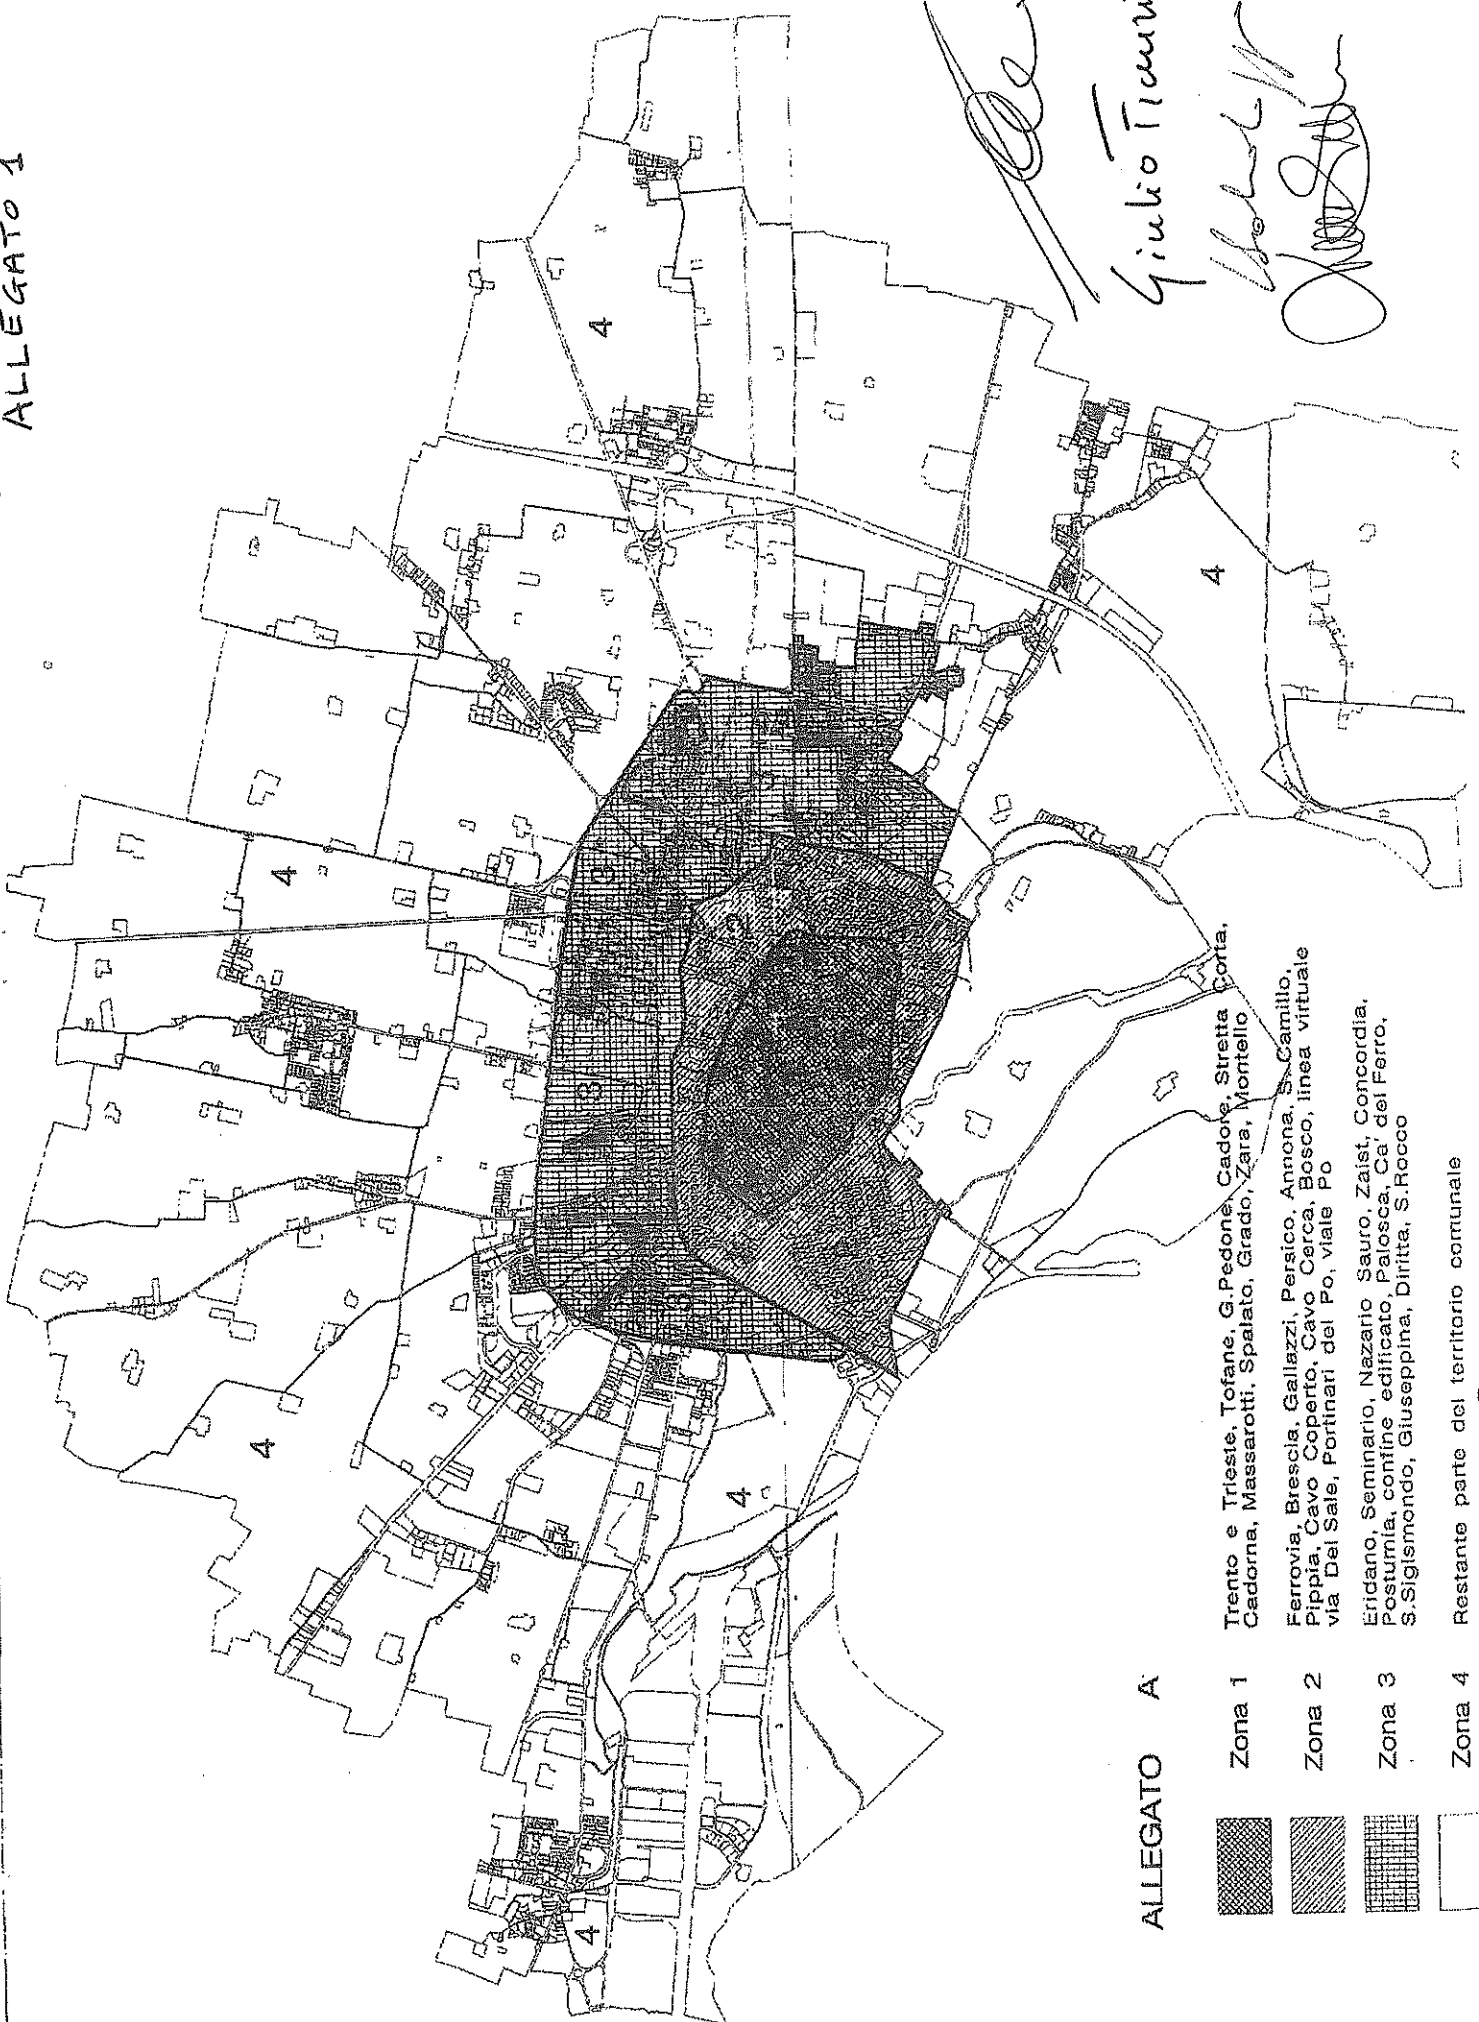 ALLEGATO 1
4
4
4
4
4
4
4
3
3
3
2
Giulio
ALLEGATO A
Zona 1 Trento e Trieste, Tofane, G.Pedone, Cadore, Stretta Corta,
Cadorna, Massarotti, Spalato, Grado, Zara, Montello
Zona 2 Ferrovia, Brescia, Gallazzi, Persico, Annona, S.Camillo,
Pippia, Cavo Coperto, Cavo Cerca, Bosco, linea virtuale
via Del Sale, Portinari del Po, viale Po
Zona 3 Eridano, Seminario, Nazzario Sauro, Zaist, Concordia,
Postumia, confine edificato, Palosca, Ca' del Ferro,
S.Sigismondo, Giuseppina, Diritta, S.Rocco
Zona 4 Restante parte del territorio comunale